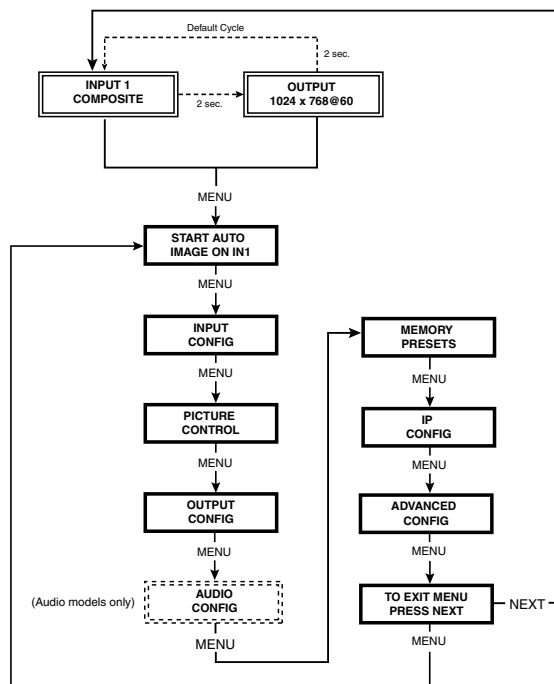 Default Cycle
2 sec.
INPUT 1
COMPOSITE
2 sec.
OUTPUT
1024 x 768@60
MENU
START AUTO
IMAGE ON IN1
MENU
INPUT
CONFIG
MENU
PICTURE
CONTROL
MENU
OUTPUT
CONFIG
MENU
(Audio models only)
AUDIO
CONFIG
MENU
MEMORY
PRESETS
MENU
IP
CONFIG
MENU
ADVANCED
CONFIG
MENU
TO EXIT MENU
PRESS NEXT
NEXT
MENU